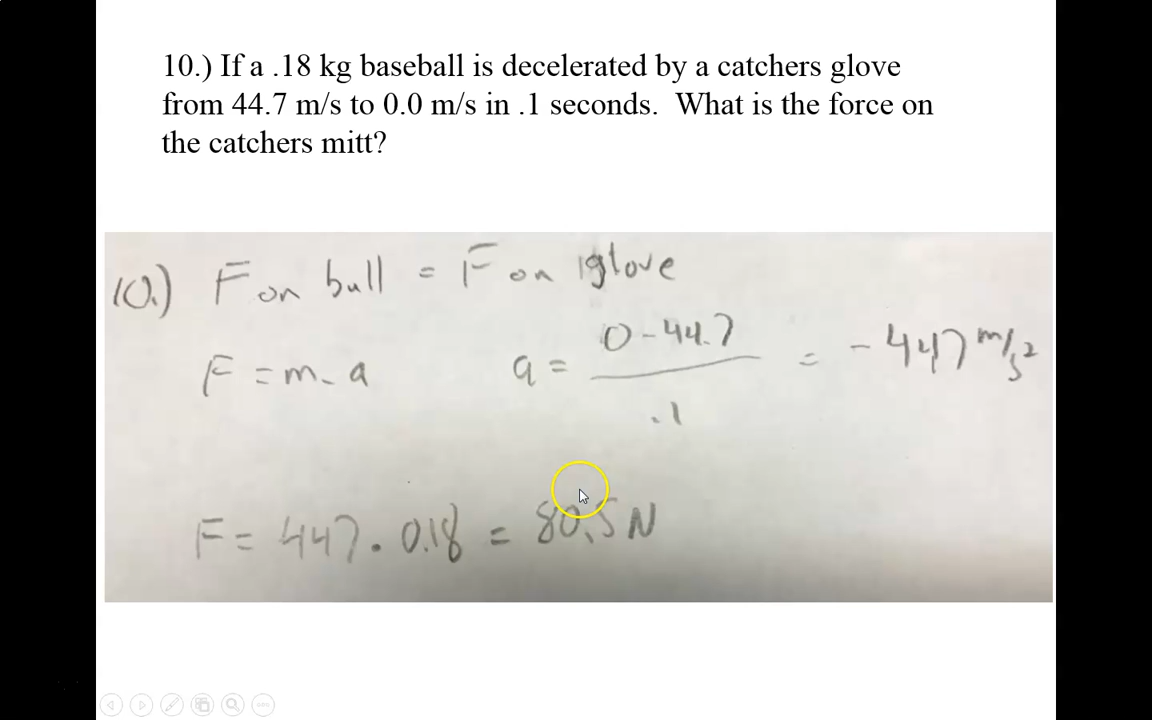 10.) If a .18 kg baseball is decelerated by a catchers glove
from 44.7 m/s to 0.0 m/s in .1 seconds.  What is the force on
the catchers mitt?
10.) F on ball = F on glove
F = m · a    a = (0 - 44.7) / .1 = -447 m/s²
F = 447 · 0.18 = 80.5 N